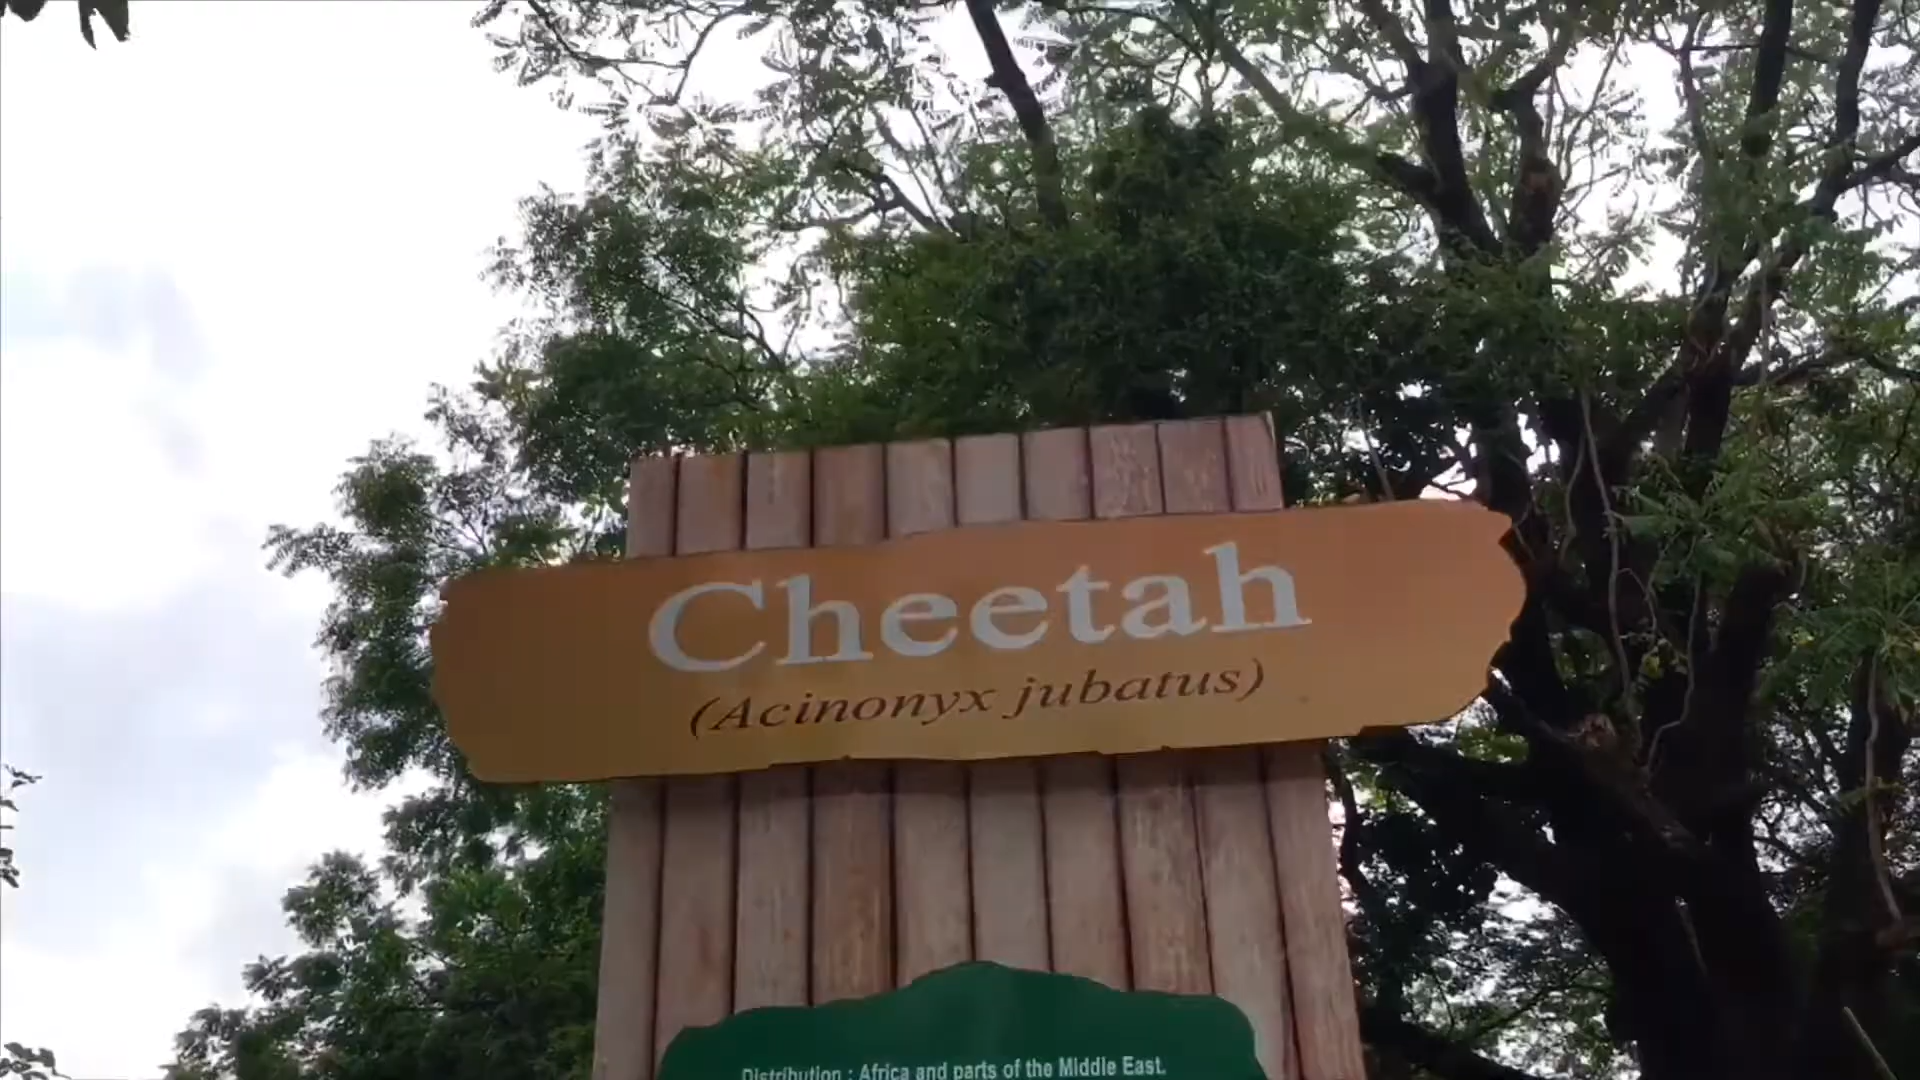 Cheetah
(Acinonyx jubatus)
Distribution : Africa and parts of the Middle East.